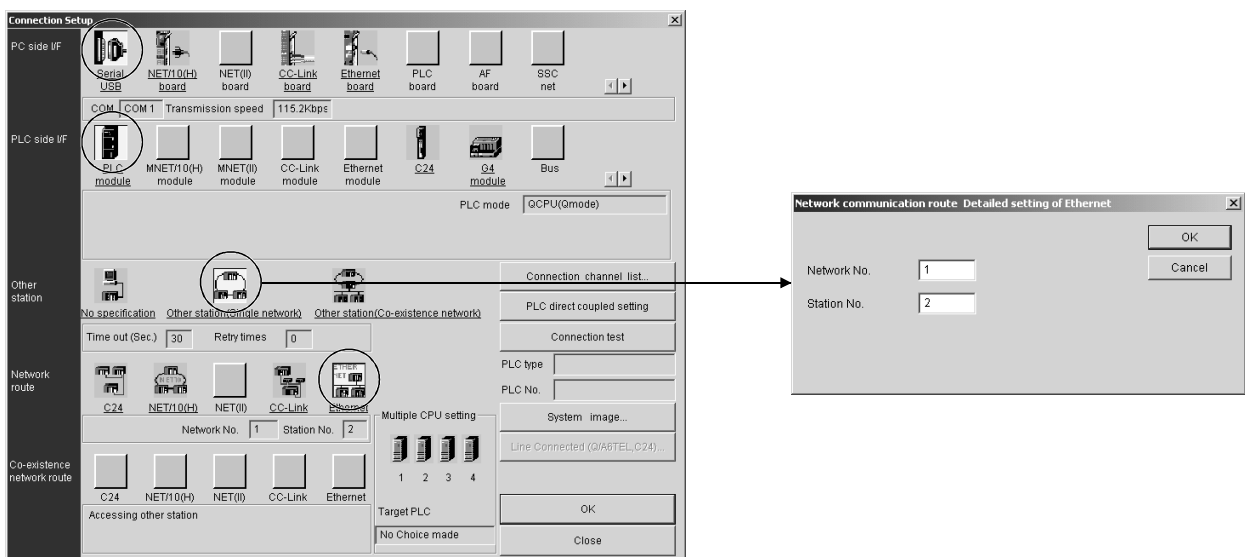 Connection Setup
PC side I/F
Serial USB
NET/10(H) board
NET(II) board
CC-Link board
Ethernet board
PLC board
AF board
SSC net
COM COM 1 Transmission speed 115.2Kbps
PLC side I/F
PLC module
MNET/10(H) module
MNET(II) module
CC-Link module
Ethernet module
C24
G4 module
Bus
PLC mode QCPU(Qmode)
Other station
No specification
Other station(Single network)
Other station(Co-existence network)
Time out (Sec.) 30 Retry times 0
Connection channel list...
PLC direct coupled setting
Connection test
PLC type
PLC No.
System image...
Line Connected (Q/A6TEL,C24)...
OK
Close
Network route
C24
NET/10(H)
NET(II)
CC-Link
Ethernet
Network No. 1 Station No. 2
Multiple CPU setting
1 2 3 4
Target PLC
No Choice made
Co-existence network route
C24
NET/10(H)
NET(II)
CC-Link
Ethernet
Accessing other station
Network communication route Detailed setting of Ethernet
Network No. 1
Station No. 2
OK
Cancel